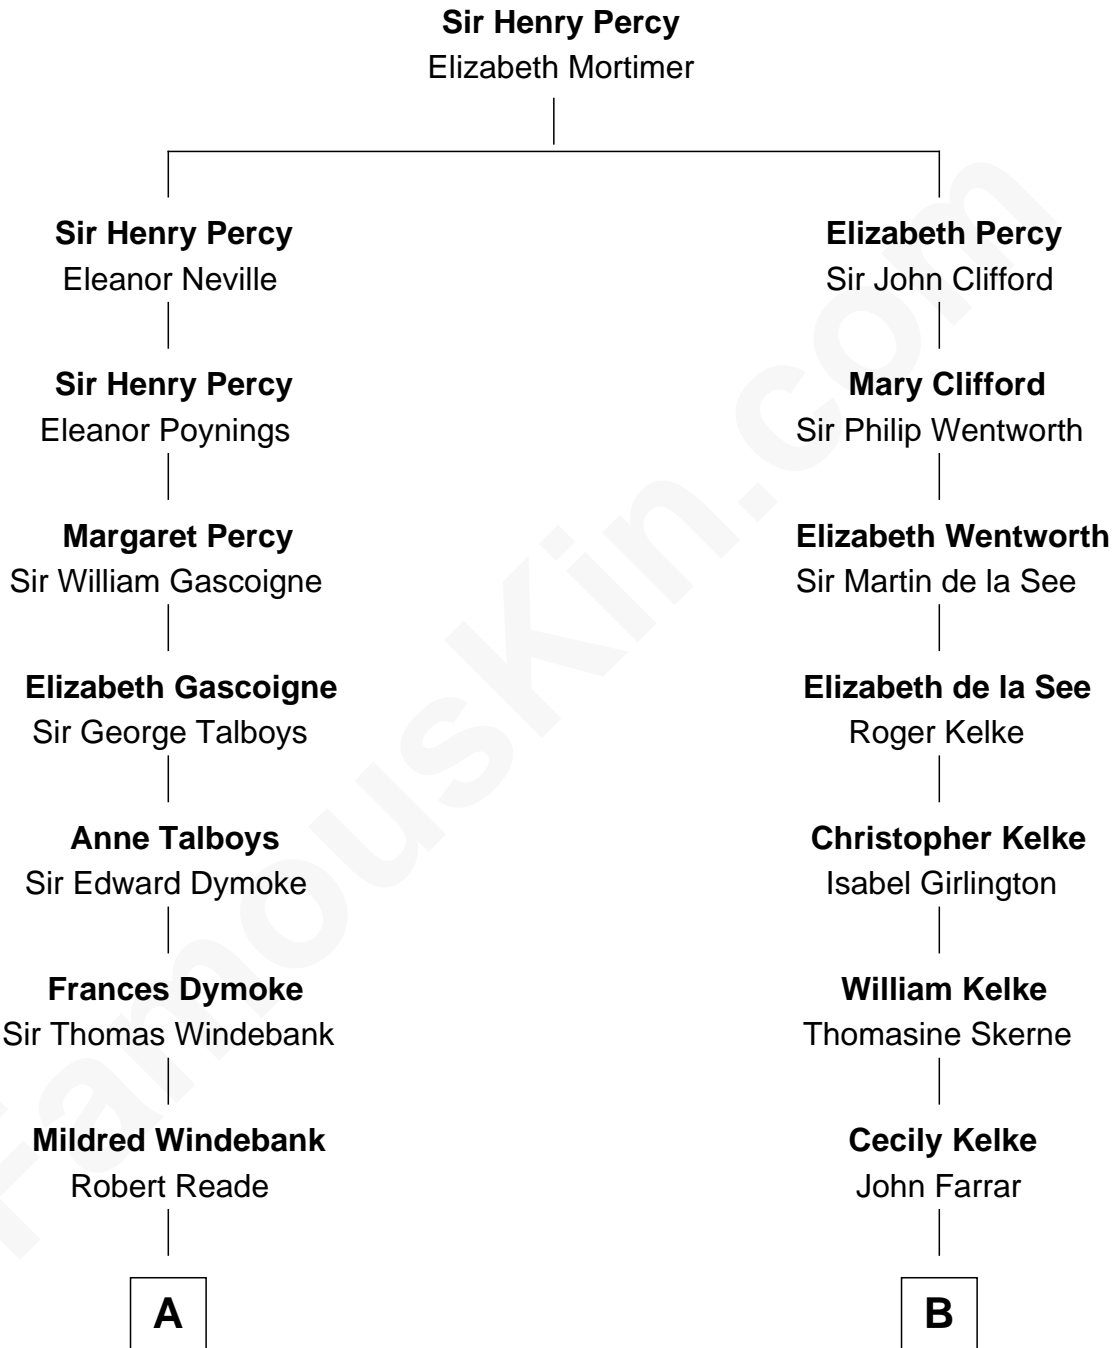 Sir Henry Percy
Elizabeth Mortimer
Sir Henry Percy
Eleanor Neville
Sir Henry Percy
Eleanor Poynings
Margaret Percy
Sir William Gascoigne
Elizabeth Gascoigne
Sir George Talboys
Anne Talboys
Sir Edward Dymoke
Frances Dymoke
Sir Thomas Windebank
Mildred Windebank
Robert Reade
A
Elizabeth Percy
Sir John Clifford
Mary Clifford
Sir Philip Wentworth
Elizabeth Wentworth
Sir Martin de la See
Elizabeth de la See
Roger Kelke
Christopher Kelke
Isabel Girlington
William Kelke
Thomasine Skerne
Cecily Kelke
John Farrar
B
FamousKin.com